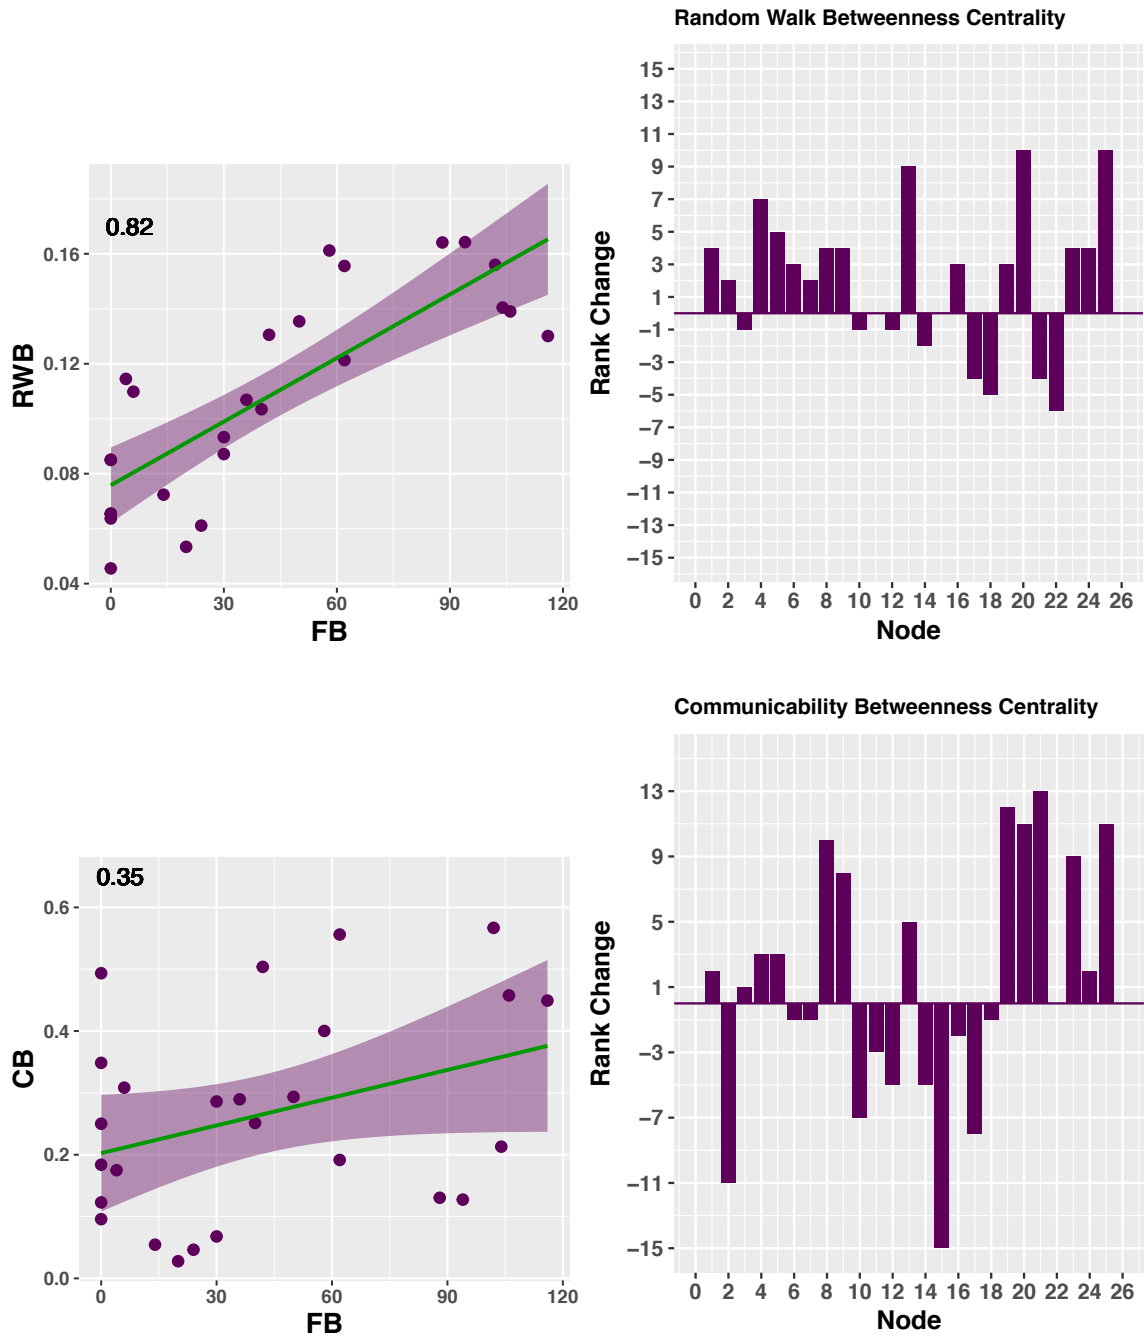 Random Walk Betweenness Centrality
0.82
RWB
0.16
0.12
0.08
0.04
0 30 60 90 120
FB
Rank Change
15
13
11
9
7
5
3
1
−1
−3
−5
−7
−9
−11
−13
−15
0 2 4 6 8 10 12 14 16 18 20 22 24 26
Node
Communicability Betweenness Centrality
0.35
CB
0.6
0.4
0.2
0.0
0 30 60 90 120
FB
Rank Change
13
9
5
1
−3
−7
−11
−15
0 2 4 6 8 10 12 14 16 18 20 22 24 26
Node